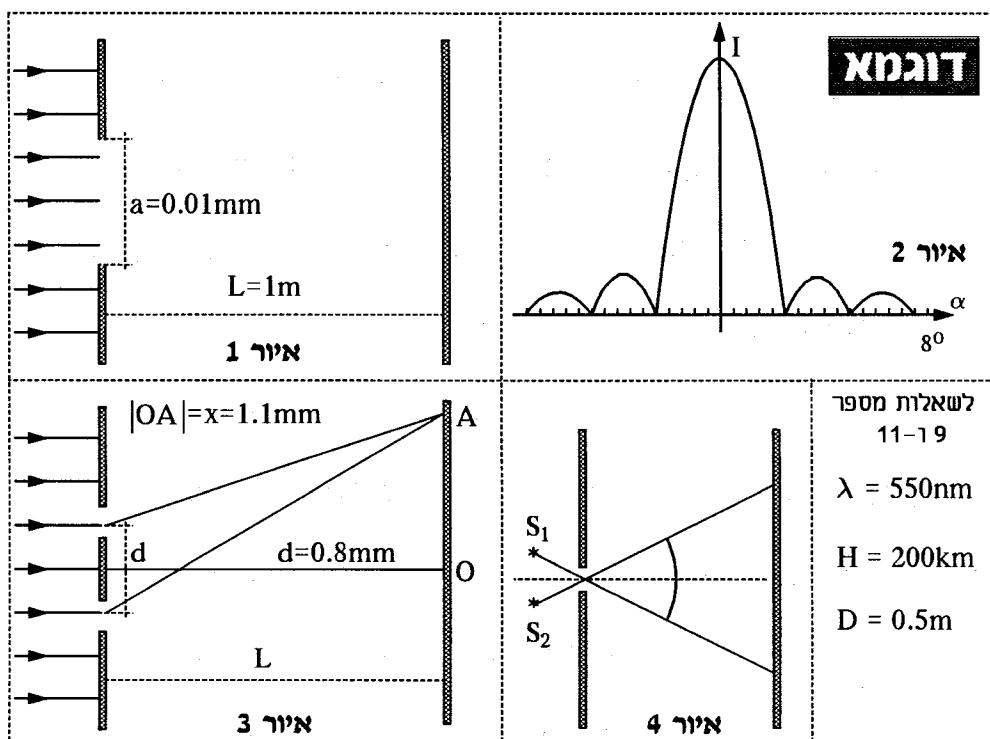 a=0.01mm
L=1m
איור 1
I
דוגמא
איור 2
α
8°
|OA|=x=1.1mm
A
d
d=0.8mm
O
L
איור 3
S₁
S₂
איור 4
לשאלות מספר
9 ו-11
λ = 550nm
H = 200km
D = 0.5m